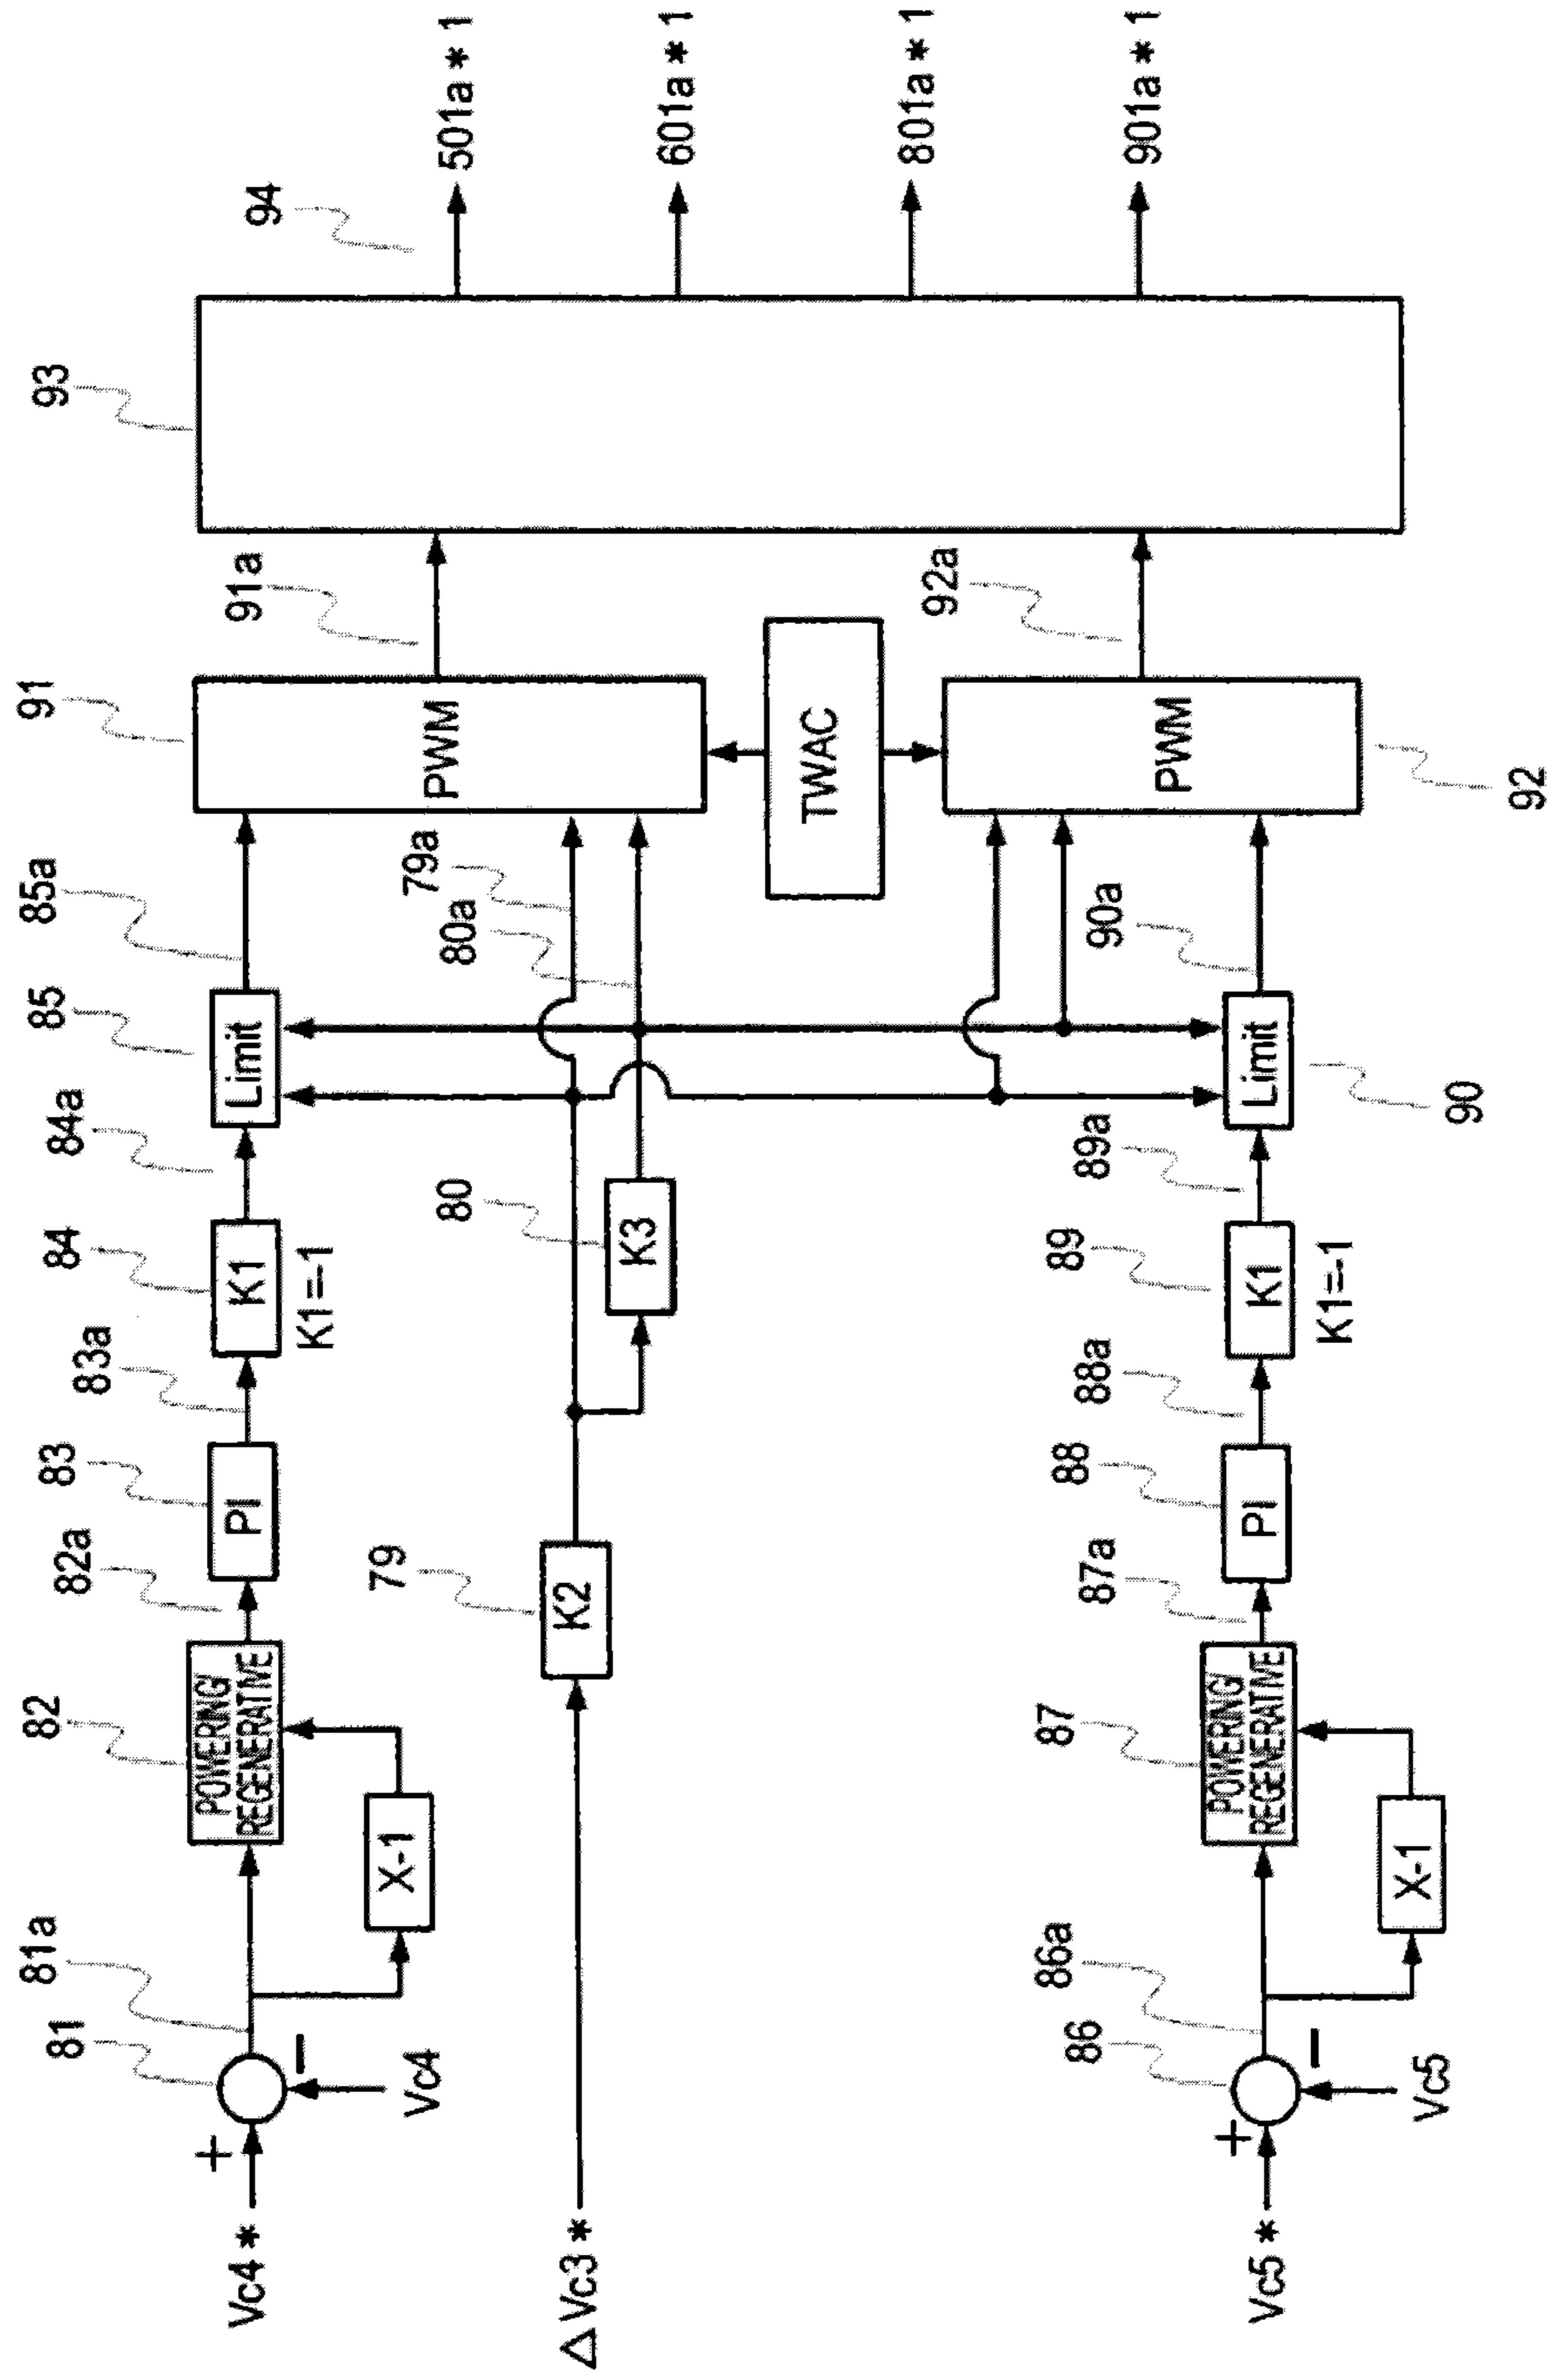 Vc4*
+
Vc4
−
81
81a
X-1
82
POWERING/
REGENERATIVE
82a
83
PI
83a
84
K1
K1=-1
84a
85
Limit
85a
91
PWM
91a
△Vc3*
79
K2
80
K3
79a
80a
TWAC
Vc5*
+
Vc5
−
86
86a
X-1
87
POWERING/
REGENERATIVE
87a
88
PI
88a
89
K1
K1=-1
89a
90
Limit
90a
92
PWM
92a
93
94
501a*1
601a*1
801a*1
901a*1